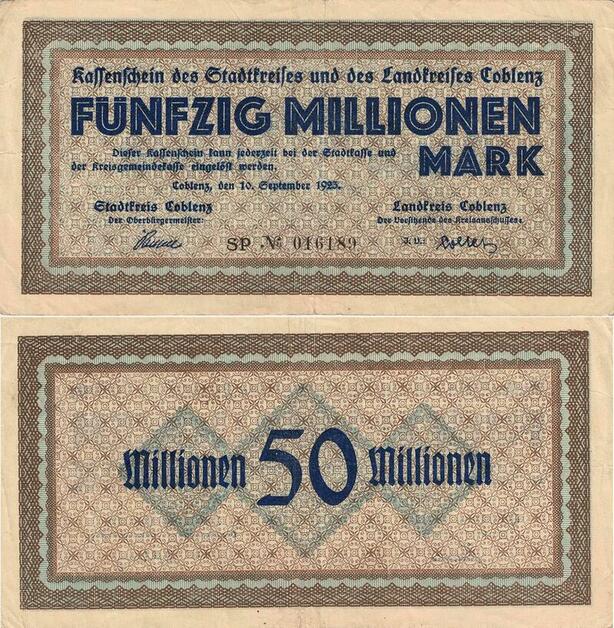 Kassenschein des Stadtkreises und des Landkreises Coblenz
FÜNFZIG MILLIONEN
MARK
Dieser Kassenschein kann jederzeit bei der Stadtkasse und
der Kreisgemeindekasse eingelöst werden.
Coblenz, den 10. September 1923.
Stadtkreis Coblenz
Der Oberbürgermeister:
Landkreis Coblenz
Der Vorsitzende des Kreisausschusses:
SP № 016189
J.V.:
Millionen 50 Millionen